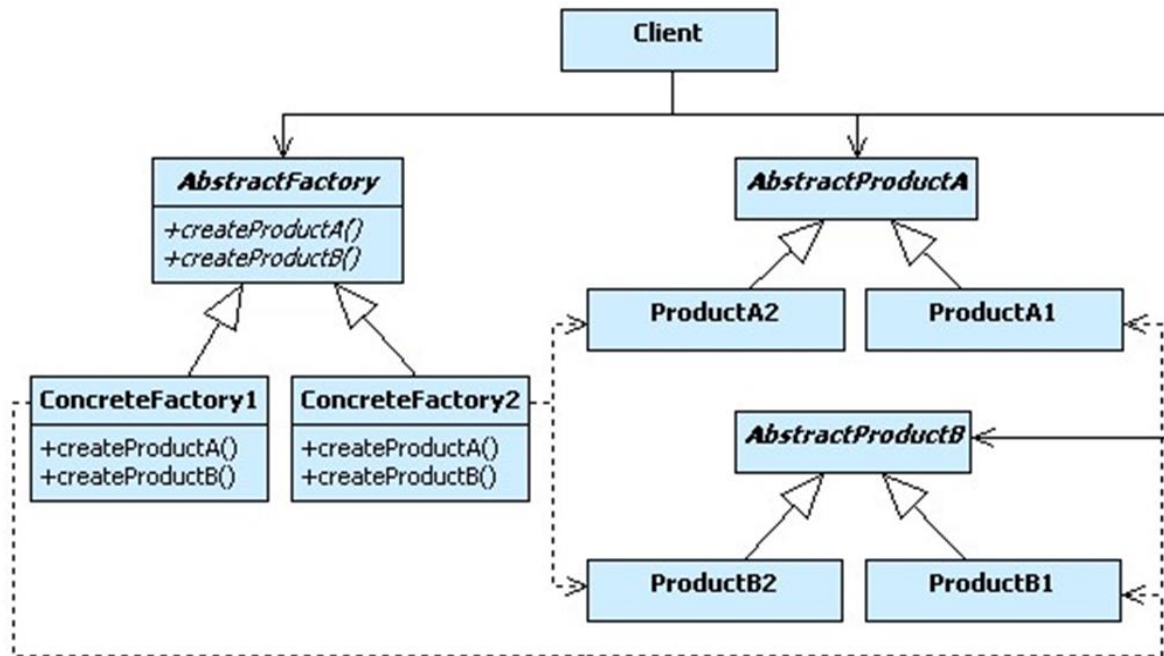 Client
AbstractFactory
+createProductA()
+createProductB()
AbstractProductA
ProductA2
ProductA1
ConcreteFactory1
+createProductA()
+createProductB()
ConcreteFactory2
+createProductA()
+createProductB()
AbstractProductB
ProductB2
ProductB1